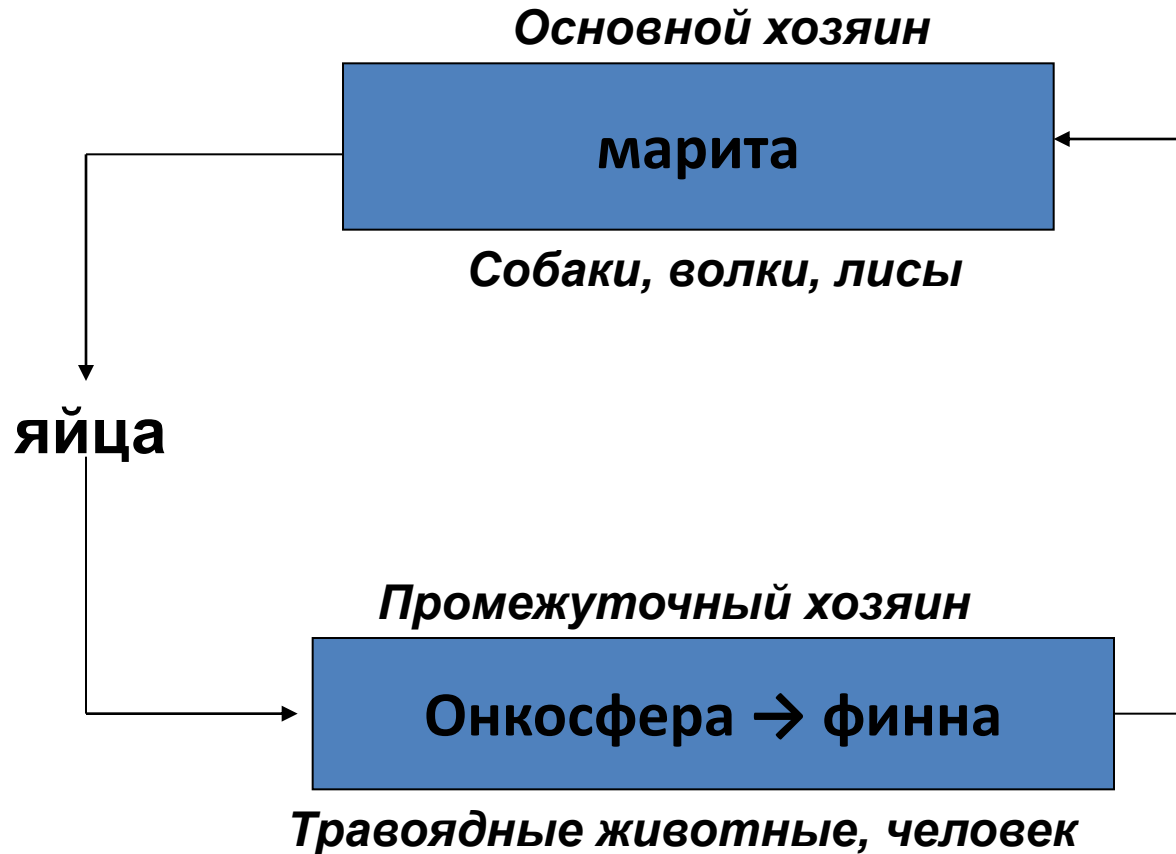 Основной хозяин
марита
Собаки, волки, лисы
яйца
Промежуточный хозяин
Онкосфера → финна
Травоядные животные, человек